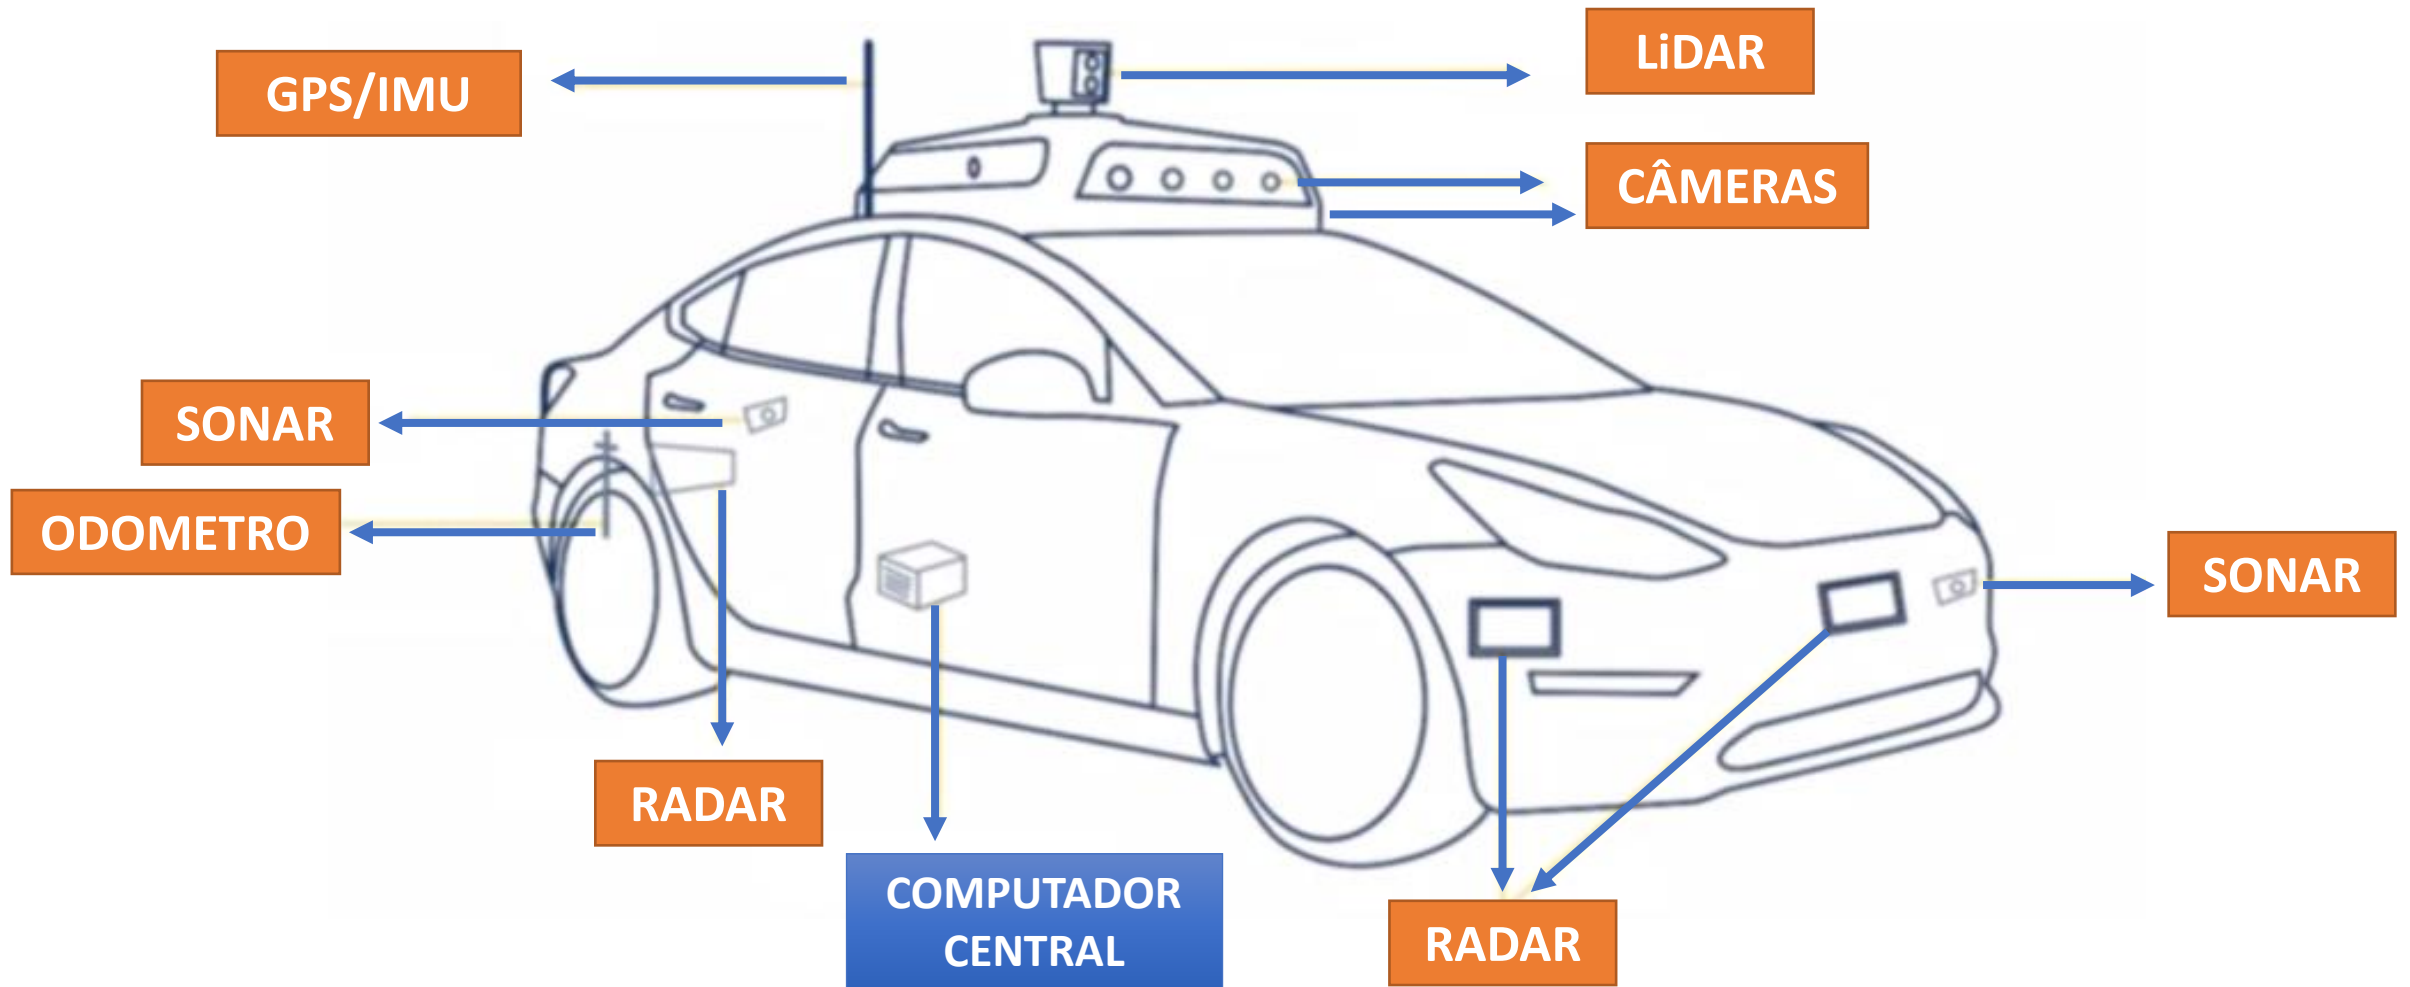 LiDAR
GPS/IMU
CÂMERAS
SONAR
ODOMETRO
SONAR
RADAR
COMPUTADOR
CENTRAL
RADAR